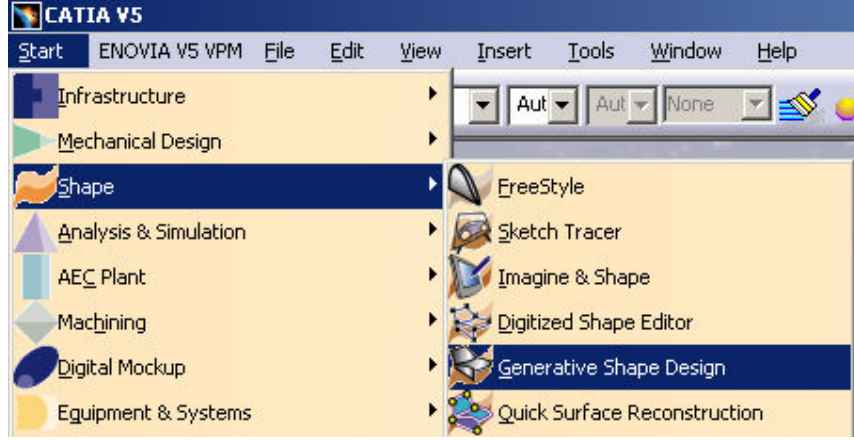 CATIA V5
Start ENOVIA V5 VPM File Edit View Insert Tools Window Help
Infrastructure
Aut Aut None
Mechanical Design
Shape
FreeStyle
Analysis & Simulation
Sketch Tracer
AEC Plant
Imagine & Shape
Machining
Digitized Shape Editor
Digital Mockup
Generative Shape Design
Equipment & Systems
Quick Surface Reconstruction